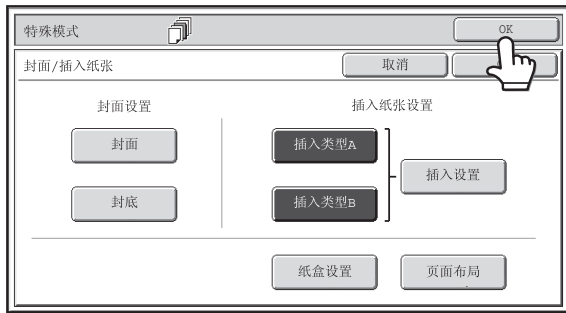 特殊模式 OK
封面/插入纸张 取消
封面设置 插入纸张设置
封面 插入类型A
插入设置
封底 插入类型B
纸盒设置 页面布局